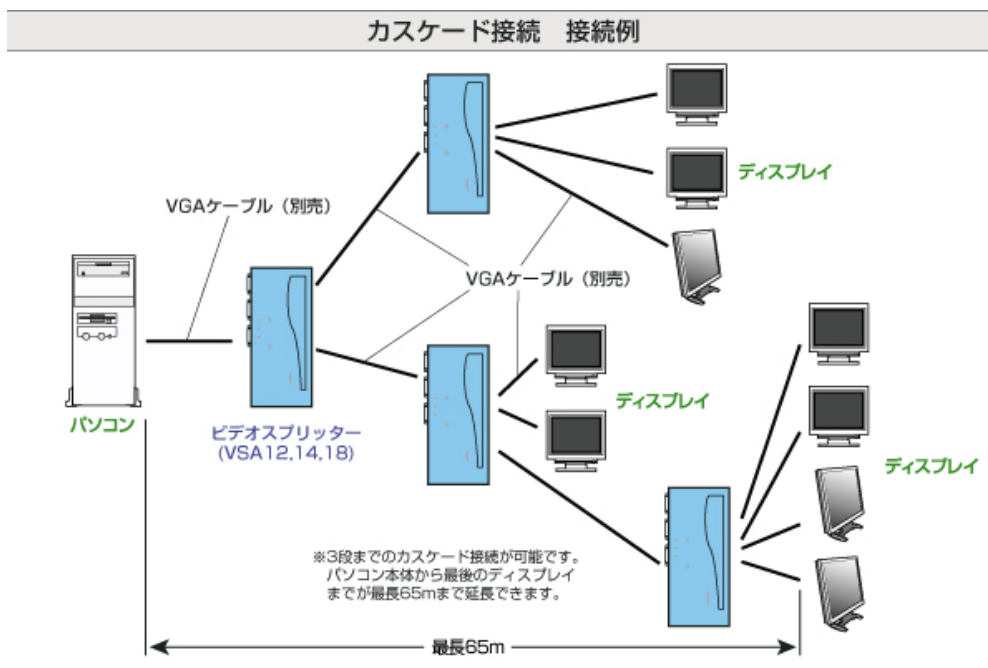 カスケード接続　接続例
ディスプレイ
VGAケーブル（別売）
VGAケーブル（別売）
ディスプレイ
パソコン
ビデオスプリッター
(VSA12,14,18)
ディスプレイ
※3段までのカスケード接続が可能です。
パソコン本体から最後のディスプレイ
までが最長65mまで延長できます。
最長65m